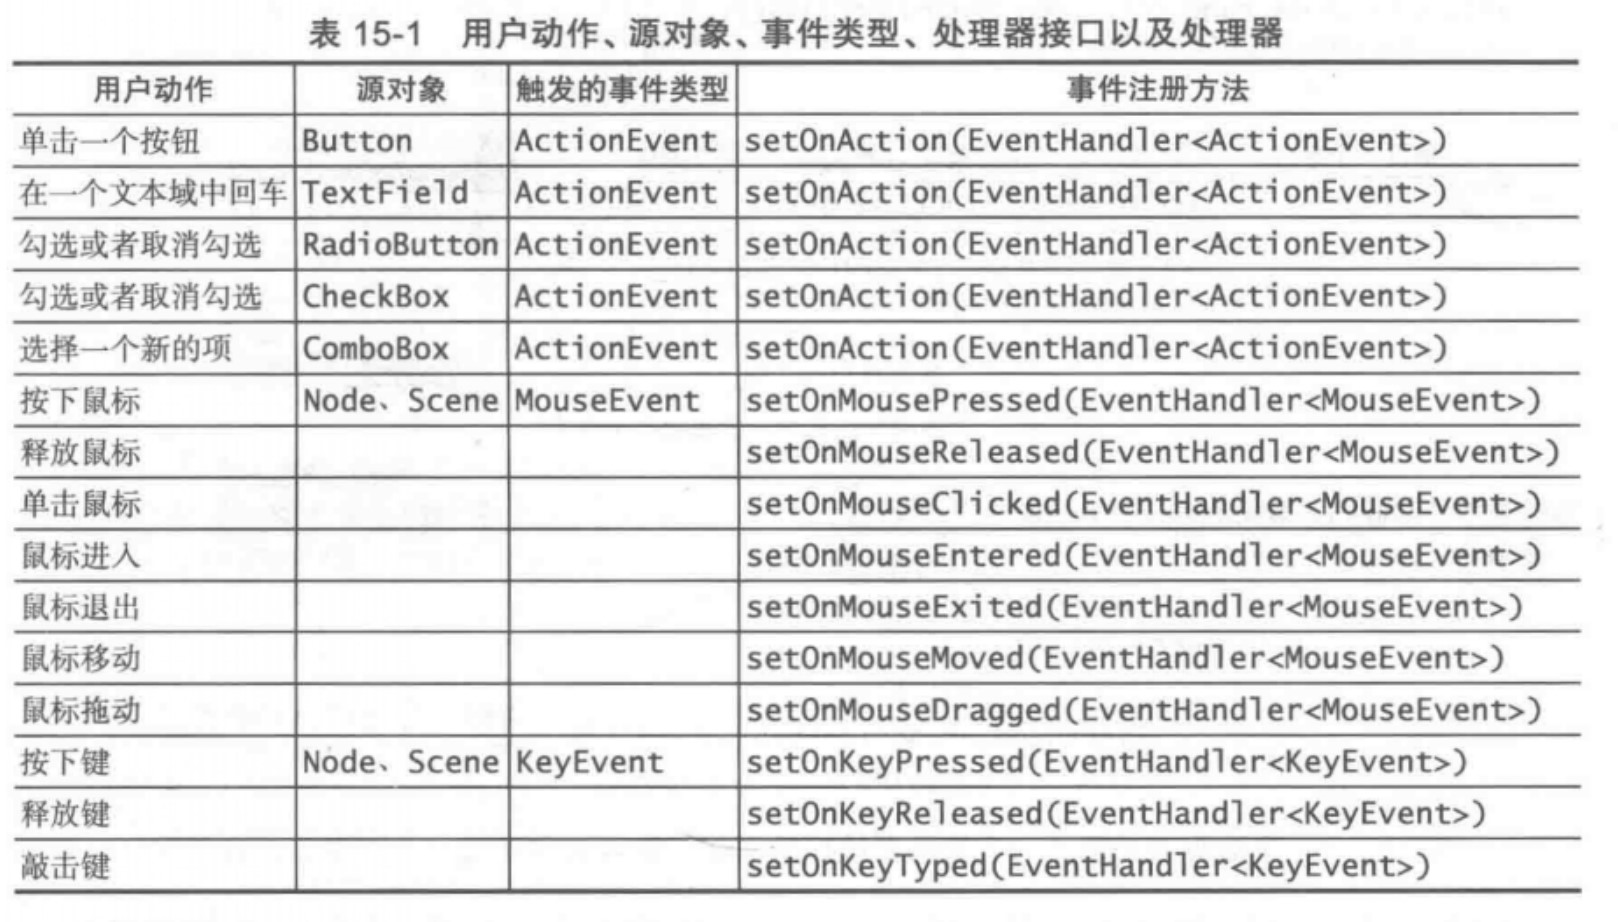 表 15-1 用户动作、源对象、事件类型、处理器接口以及处理器
用户动作 源对象 触发的事件类型 事件注册方法
单击一个按钮 Button ActionEvent setOnAction(EventHandler<ActionEvent>)
在一个文本域中回车 TextField ActionEvent setOnAction(EventHandler<ActionEvent>)
勾选或者取消勾选 RadioButton ActionEvent setOnAction(EventHandler<ActionEvent>)
勾选或者取消勾选 CheckBox ActionEvent setOnAction(EventHandler<ActionEvent>)
选择一个新的项 ComboBox ActionEvent setOnAction(EventHandler<ActionEvent>)
按下鼠标 Node、Scene MouseEvent setOnMousePressed(EventHandler<MouseEvent>)
释放鼠标 setOnMouseReleased(EventHandler<MouseEvent>)
单击鼠标 setOnMouseClicked(EventHandler<MouseEvent>)
鼠标进入 setOnMouseEntered(EventHandler<MouseEvent>)
鼠标退出 setOnMouseExited(EventHandler<MouseEvent>)
鼠标移动 setOnMouseMoved(EventHandler<MouseEvent>)
鼠标拖动 setOnMouseDragged(EventHandler<MouseEvent>)
按下键 Node、Scene KeyEvent setOnKeyPressed(EventHandler<KeyEvent>)
释放键 setOnKeyReleased(EventHandler<KeyEvent>)
敲击键 setOnKeyTyped(EventHandler<KeyEvent>)